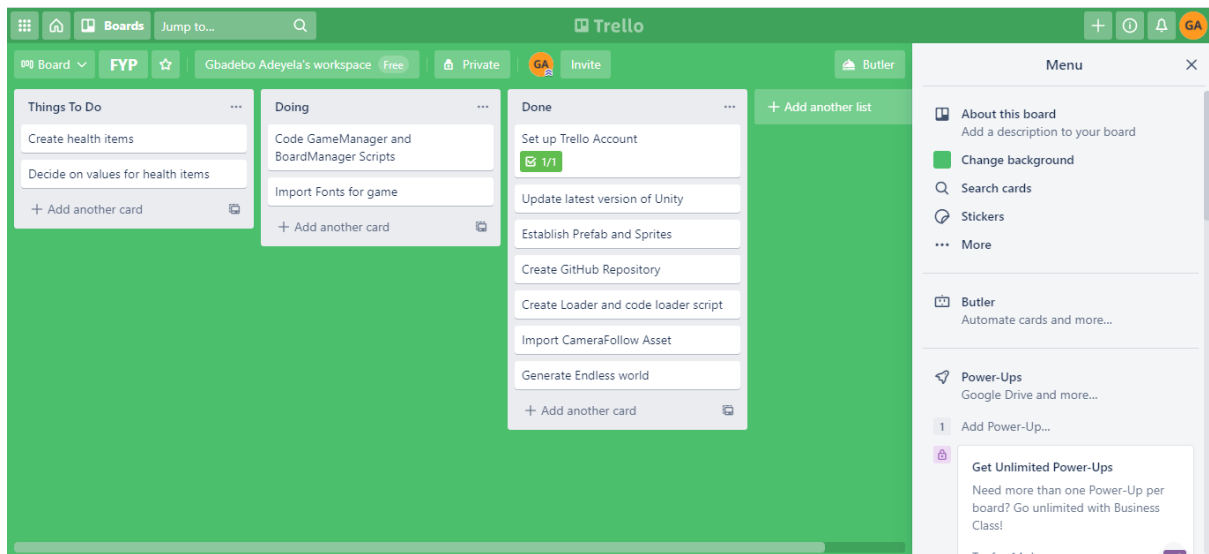 Boards
Jump to...
Trello
GA
Board
FYP
Gbadebo Adeyela's workspace
Free
Private
GA
Invite
Butler
Things To Do
Create health items
Decide on values for health items
+ Add another card
Doing
Code GameManager and
BoardManager Scripts
Import Fonts for game
+ Add another card
Done
Set up Trello Account
1/1
Update latest version of Unity
Establish Prefab and Sprites
Create GitHub Repository
Create Loader and code loader script
Import CameraFollow Asset
Generate Endless world
+ Add another card
+ Add another list
Menu
About this board
Add a description to your board
Change background
Search cards
Stickers
More
Butler
Automate cards and more...
Power-Ups
Google Drive and more...
1 Add Power-Up...
Get Unlimited Power-Ups
Need more than one Power-Up per
board? Go unlimited with Business
Class!